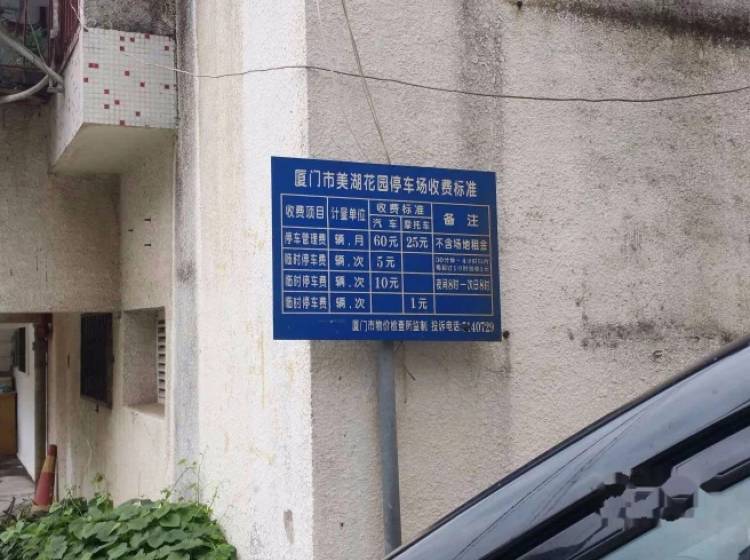 厦门市美湖花园停车场收费标准
收费项目 计量单位 收费标准 备注
汽车 摩托车
停车管理费 辆、月 60元 25元 不含场地租金
临时停车费 辆、次 5元
临时停车费 辆、次 10元 夜间8时一次日8时
临时停车费 辆、次 1元
厦门市物价检查所监制 投诉电话: